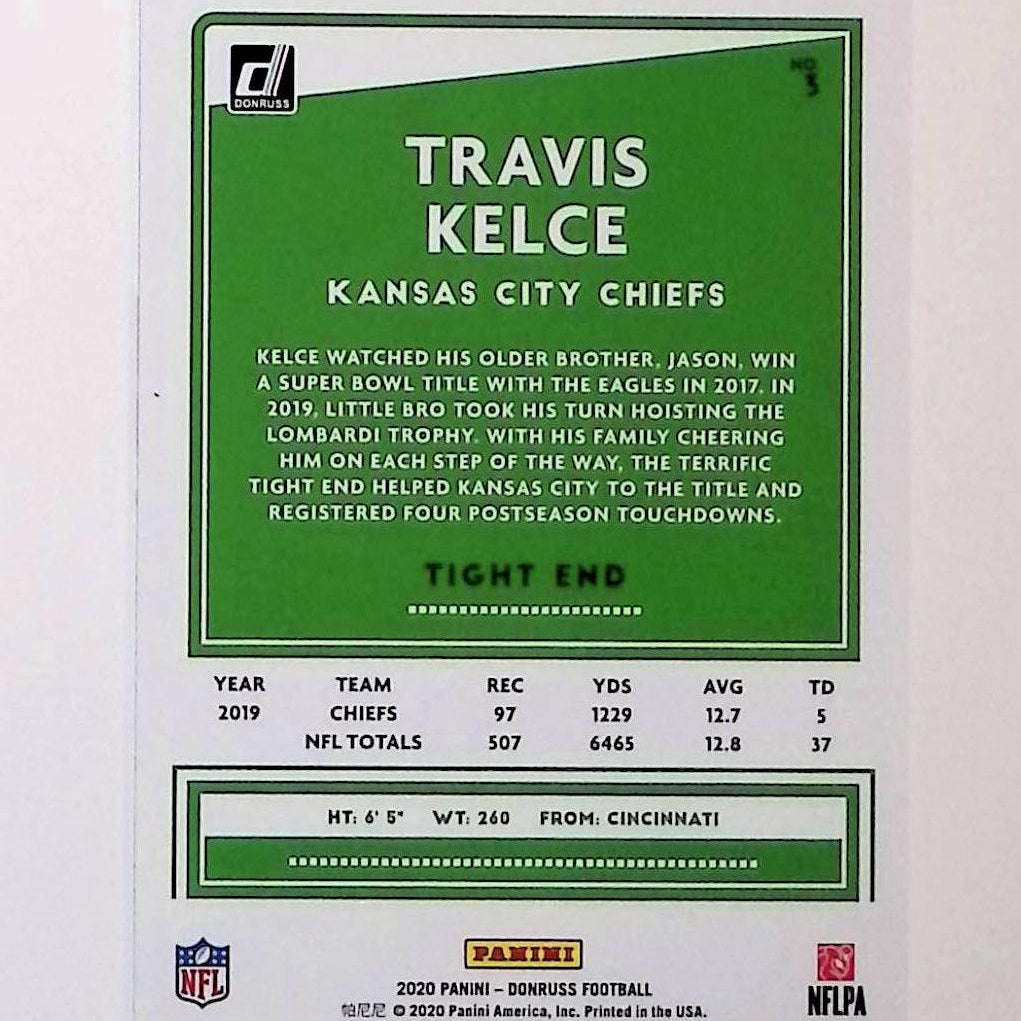 DONRUSS
NO
3
TRAVIS
KELCE
KANSAS CITY CHIEFS
KELCE WATCHED HIS OLDER BROTHER, JASON, WIN
A SUPER BOWL TITLE WITH THE EAGLES IN 2017. IN
2019, LITTLE BRO TOOK HIS TURN HOISTING THE
LOMBARDI TROPHY. WITH HIS FAMILY CHEERING
HIM ON EACH STEP OF THE WAY, THE TERRIFIC
TIGHT END HELPED KANSAS CITY TO THE TITLE AND
REGISTERED FOUR POSTSEASON TOUCHDOWNS.
TIGHT END
YEAR TEAM REC YDS AVG TD
2019 CHIEFS 97 1229 12.7 5
NFL TOTALS 507 6465 12.8 37
HT: 6' 5" WT: 260 FROM: CINCINNATI
NFL
PANINI
2020 PANINI – DONRUSS FOOTBALL
帕尼尼 © 2020 Panini America, Inc. Printed in the USA.
NFLPA